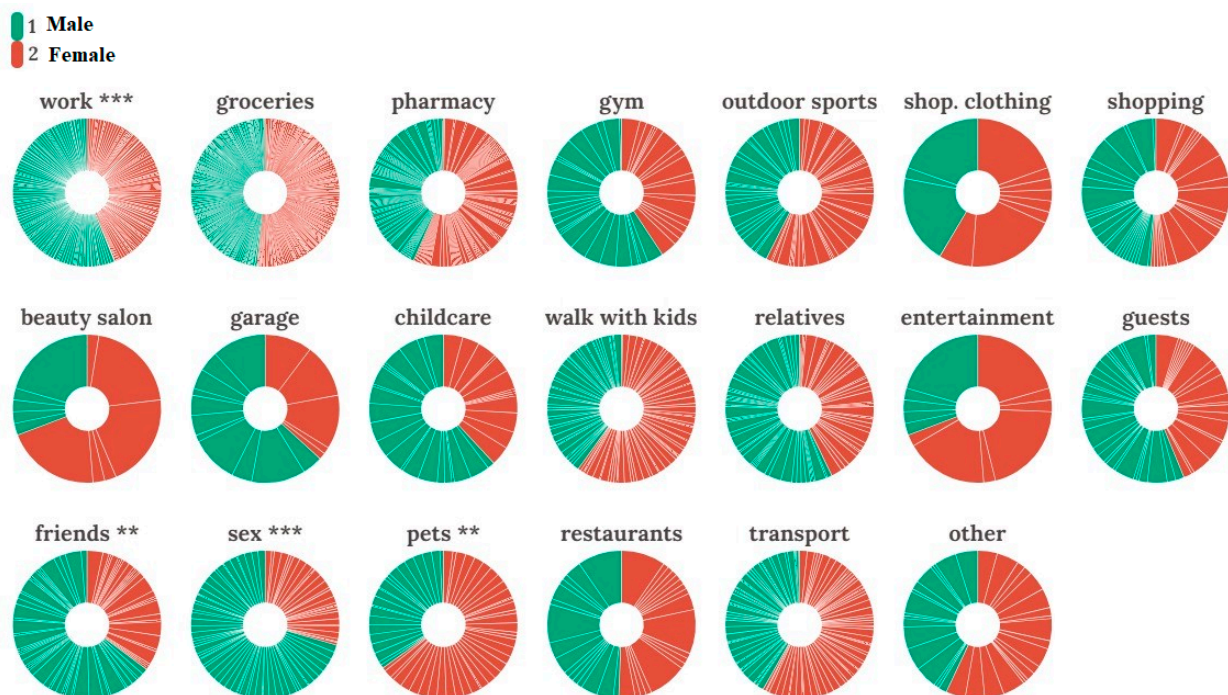 1 Male
2 Female
work *** groceries pharmacy gym outdoor sports shop. clothing shopping
beauty salon garage childcare walk with kids relatives entertainment guests
friends ** sex *** pets ** restaurants transport other